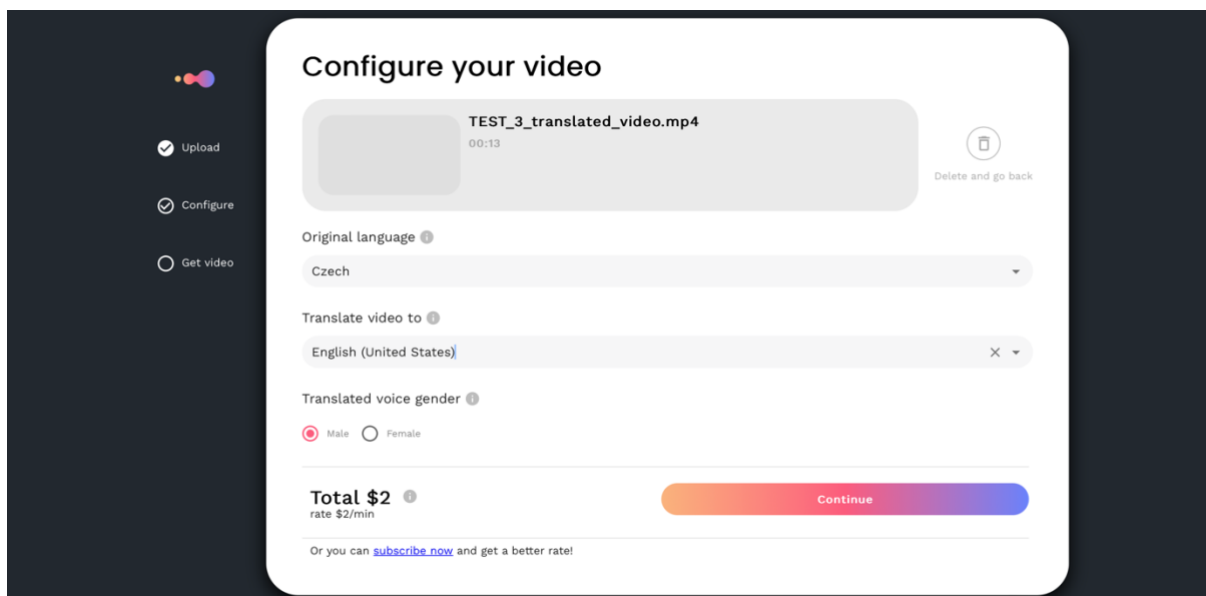 Configure your video
TEST_3_translated_video.mp4
00:13
Delete and go back
Upload
Configure
Get video
Original language
Czech
Translate video to
English (United States)
Translated voice gender
Male
Female
Total $2
rate $2/min
Continue
Or you can subscribe now and get a better rate!